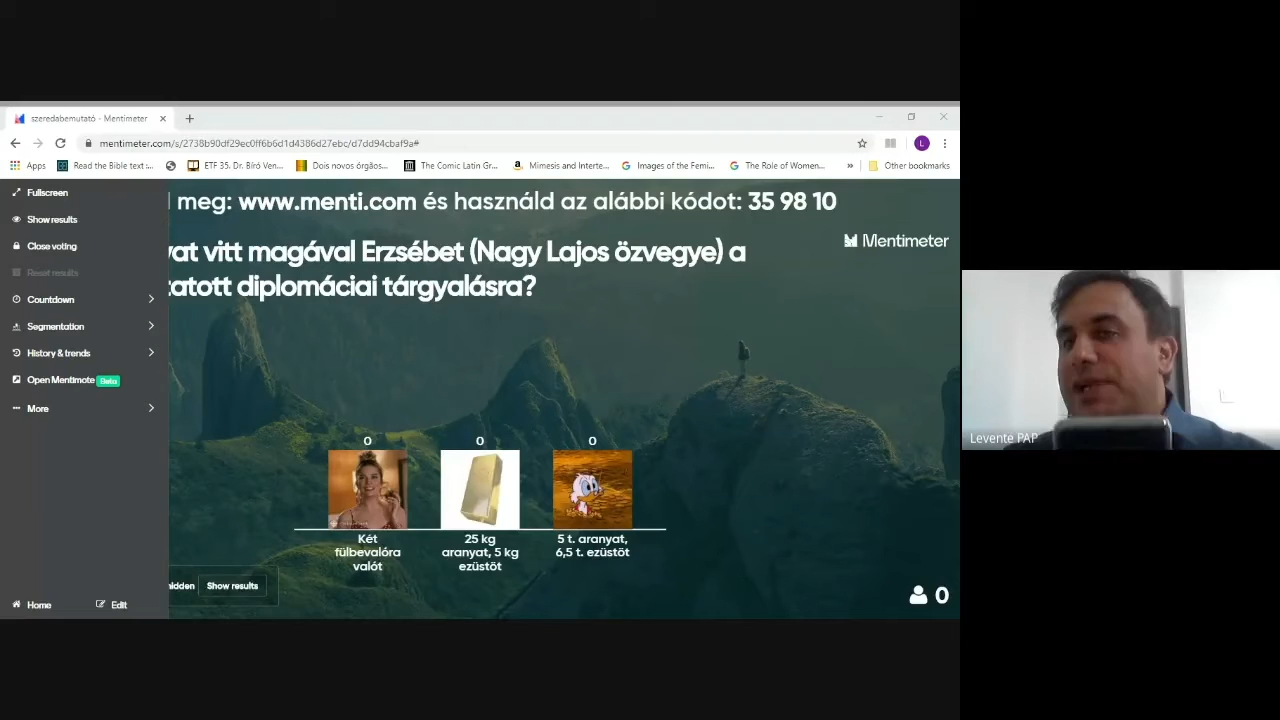 szeredabemutató - Mentimeter
mentimeter.com/s/2738b90df29ec0ff6b6d1d4386d27ebc/d7dd94cbaf9a#
L
Apps
Read the Bible text :...
ETF 35. Dr. Bíró Ven...
Dois novos órgãos...
The Comic Latin Gr...
Mimesis and Interte...
Images of the Femi...
The Role of Women...
»
Other bookmarks
Fullscreen
Show results
Close voting
Reset results
Countdown
Segmentation
History & trends
Open Mentimote Beta
More
Home
Edit
meg: www.menti.com és használd az alábbi kódot: 35 98 10
Mentimeter
yat vitt magával Erzsébet (Nagy Lajos özvegye) a
tatott diplomáciai tárgyalásra?
0
0
0
Két
fülbevalóra
valót
25 kg
aranyat, 5 kg
ezüstöt
5 t. aranyat,
6,5 t. ezüstöt
idden
Show results
0
Levente PAP